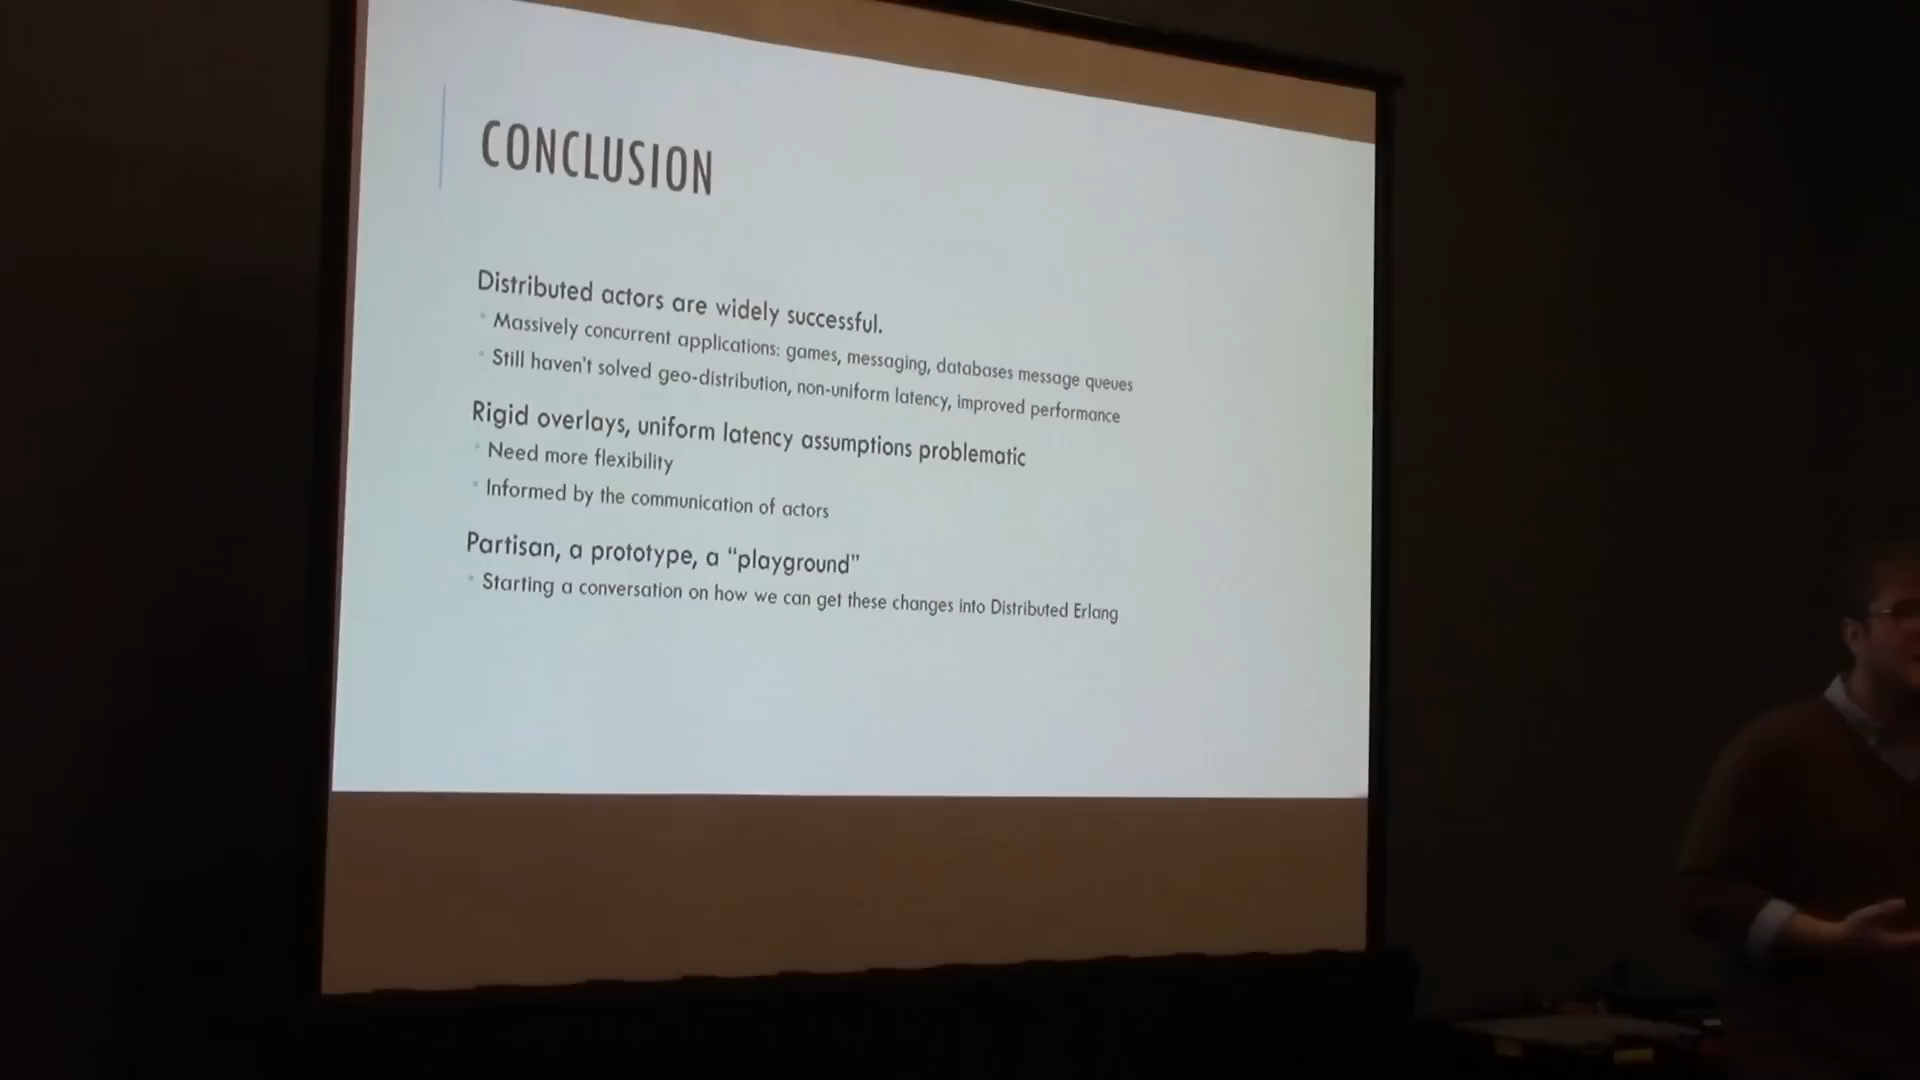 CONCLUSION
Distributed actors are widely successful.
Massively concurrent applications: games, messaging, databases message queues
Still haven't solved geo-distribution, non-uniform latency, improved performance
Rigid overlays, uniform latency assumptions problematic
Need more flexibility
Informed by the communication of actors
Partisan, a prototype, a “playground”
Starting a conversation on how we can get these changes into Distributed Erlang